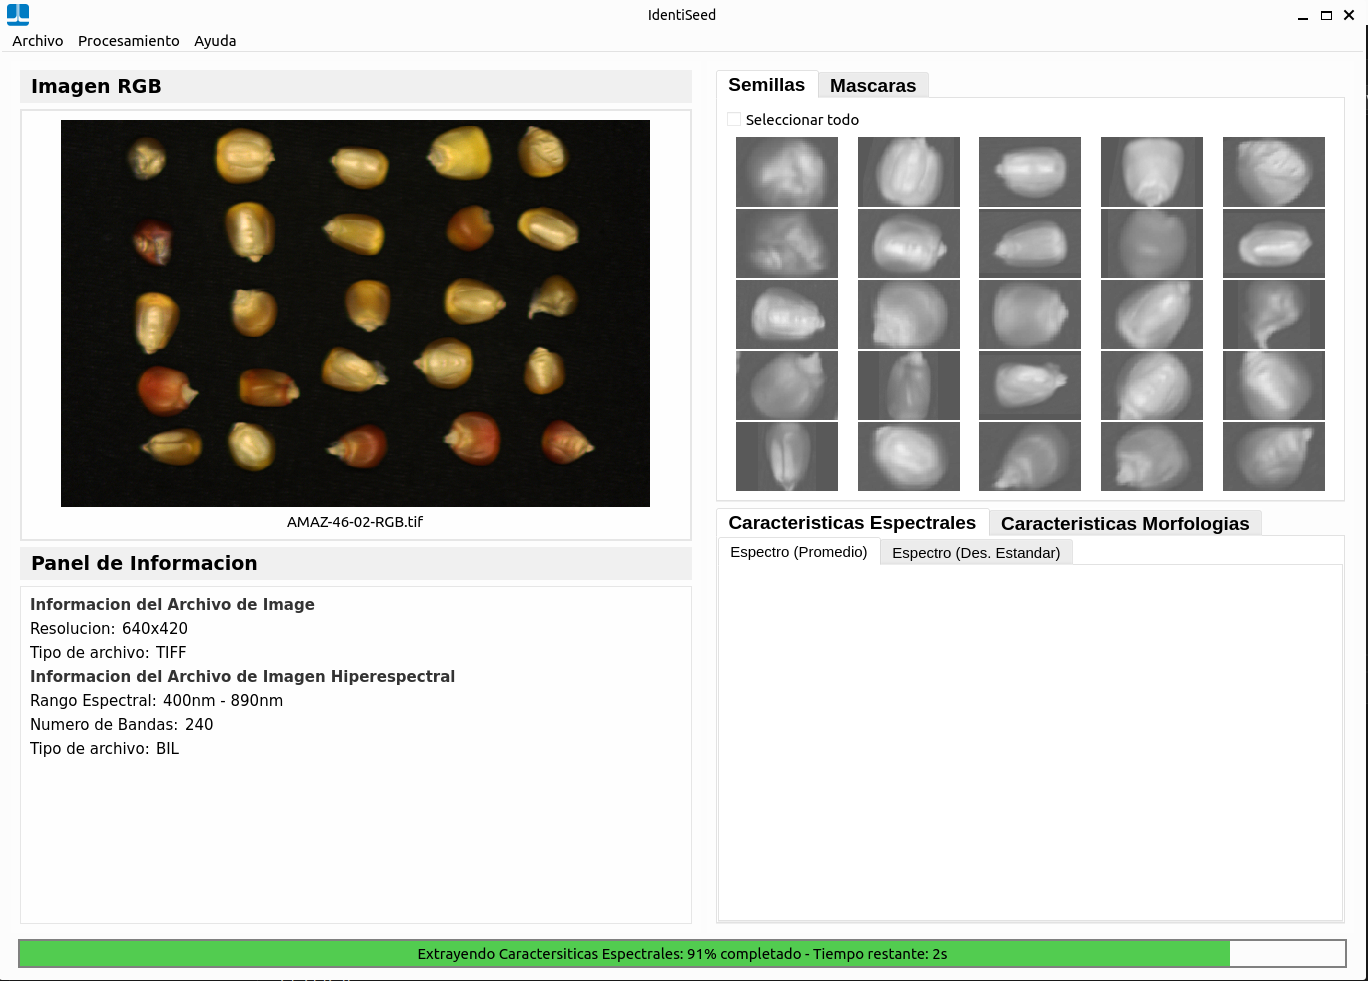 IdentiSeed
Archivo Procesamiento Ayuda
Imagen RGB
AMAZ-46-02-RGB.tif
Panel de Informacion
Informacion del Archivo de Image
Resolucion: 640x420
Tipo de archivo: TIFF
Informacion del Archivo de Imagen Hiperespectral
Rango Espectral: 400nm - 890nm
Numero de Bandas: 240
Tipo de archivo: BIL
Semillas Mascaras
Seleccionar todo
Caracteristicas Espectrales Caracteristicas Morfologias
Espectro (Promedio) Espectro (Des. Estandar)
Extrayendo Caractersiticas Espectrales: 91% completado - Tiempo restante: 2s